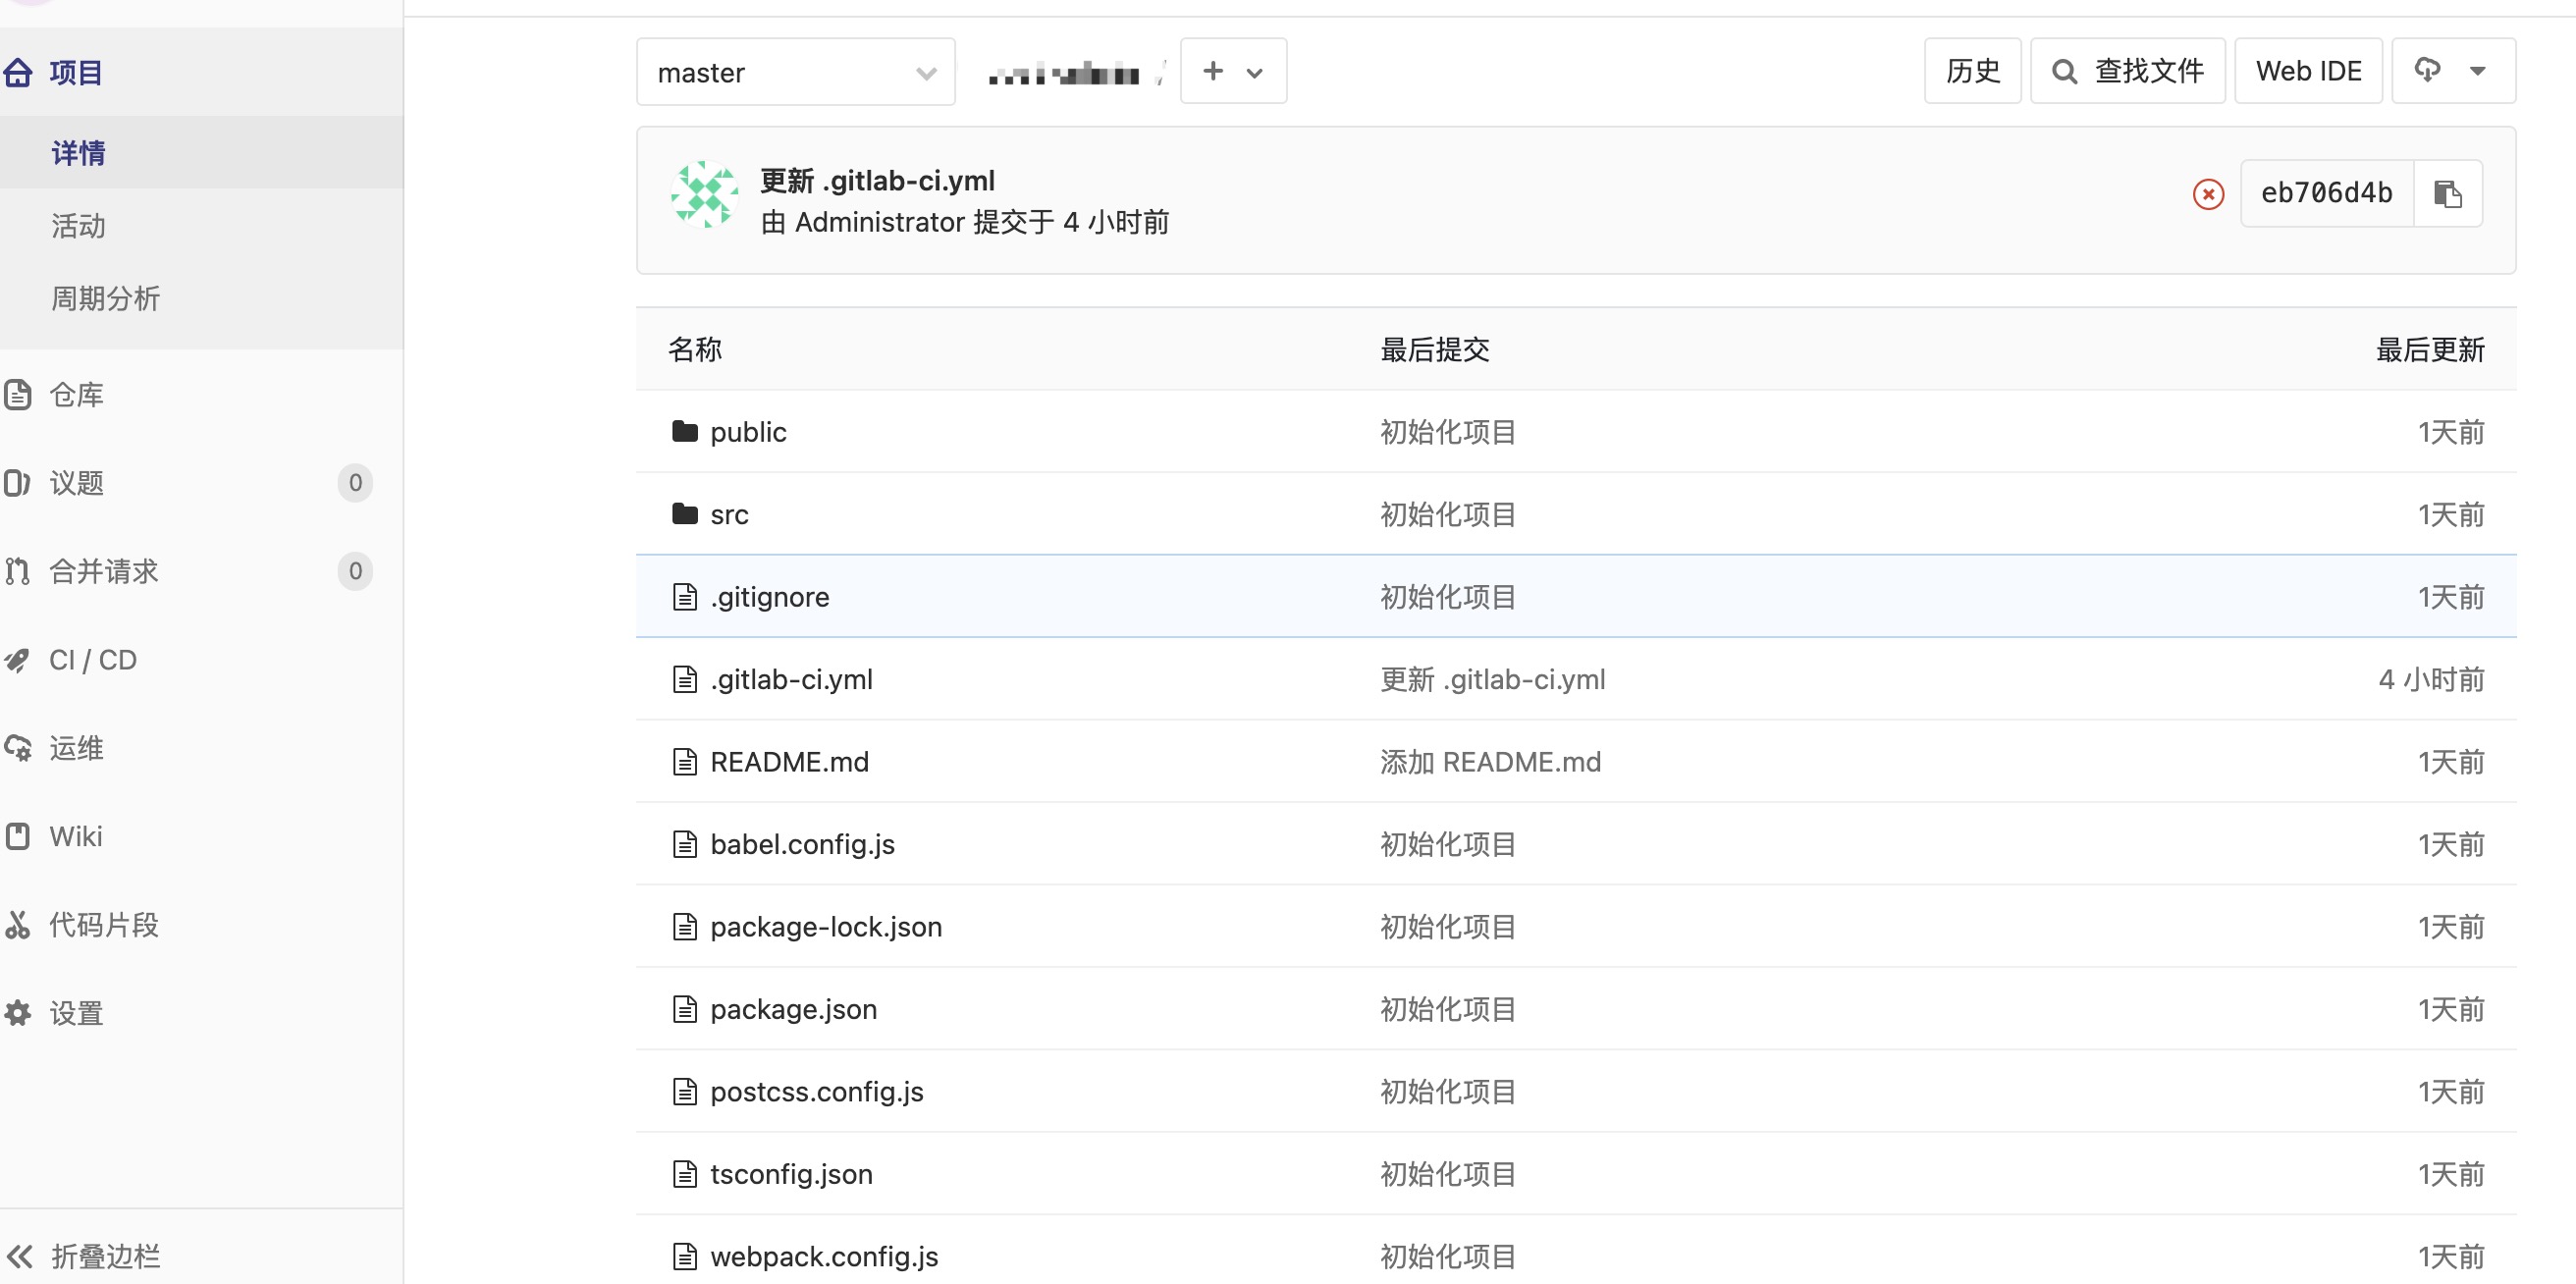 项目
详情
活动
周期分析
仓库
议题 0
合并请求 0
CI / CD
运维
Wiki
代码片段
设置
折叠边栏
master / + 历史 查找文件 Web IDE
更新 .gitlab-ci.yml
由 Administrator 提交于 4 小时前
eb706d4b
名称 最后提交 最后更新
public 初始化项目 1天前
src 初始化项目 1天前
.gitignore 初始化项目 1天前
.gitlab-ci.yml 更新 .gitlab-ci.yml 4 小时前
README.md 添加 README.md 1天前
babel.config.js 初始化项目 1天前
package-lock.json 初始化项目 1天前
package.json 初始化项目 1天前
postcss.config.js 初始化项目 1天前
tsconfig.json 初始化项目 1天前
webpack.config.js 初始化项目 1天前